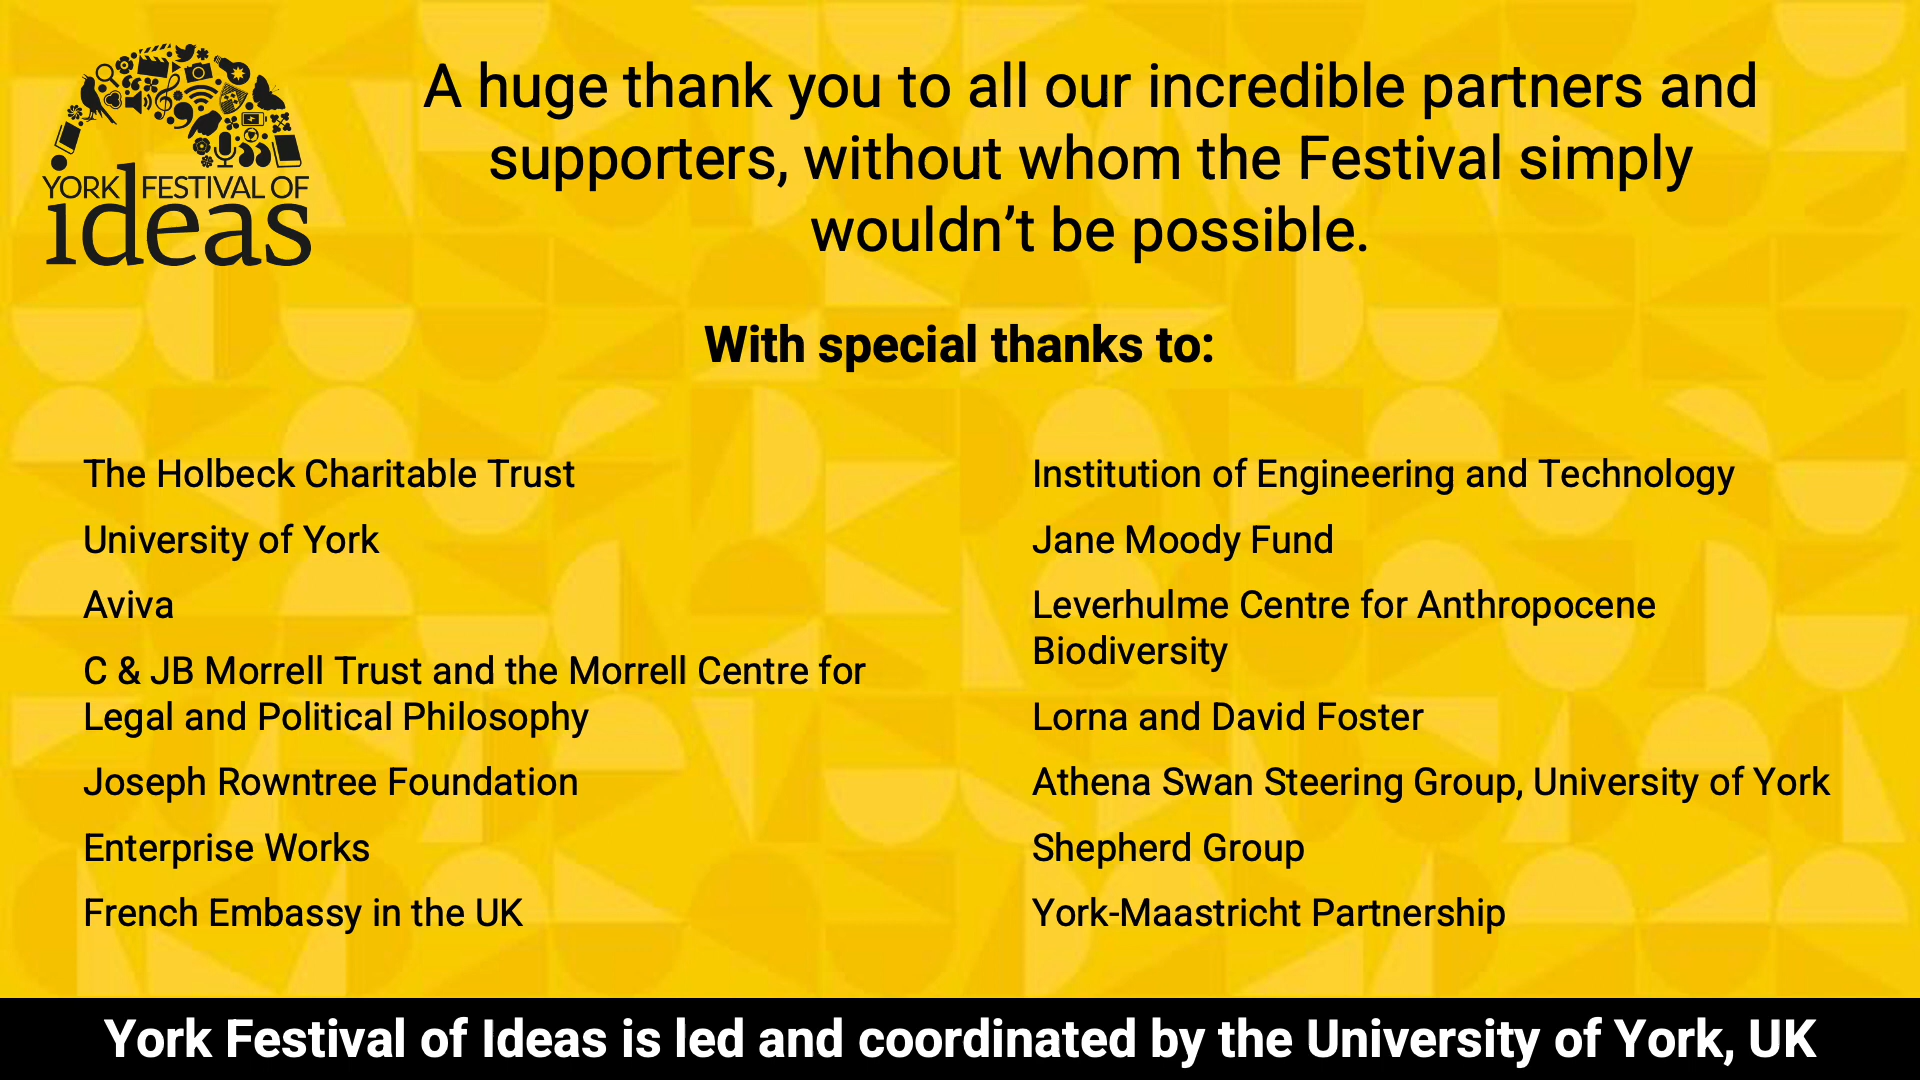 YORK FESTIVAL OF
ideas
A huge thank you to all our incredible partners and
supporters, without whom the Festival simply
wouldn’t be possible.
With special thanks to:
The Holbeck Charitable Trust
University of York
Aviva
C & JB Morrell Trust and the Morrell Centre for
Legal and Political Philosophy
Joseph Rowntree Foundation
Enterprise Works
French Embassy in the UK
Institution of Engineering and Technology
Jane Moody Fund
Leverhulme Centre for Anthropocene
Biodiversity
Lorna and David Foster
Athena Swan Steering Group, University of York
Shepherd Group
York-Maastricht Partnership
York Festival of Ideas is led and coordinated by the University of York, UK